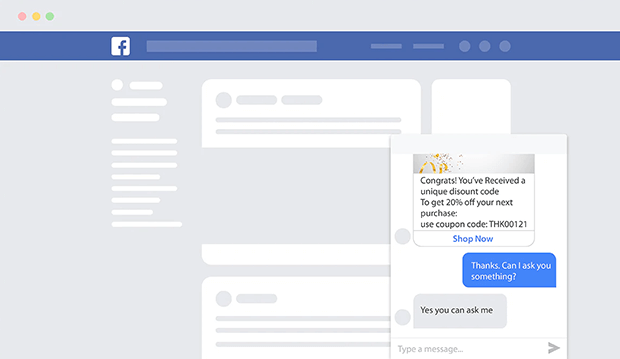 Congrats! You've Received a
unique disount code
To get 20% off your next
purchase:
use coupon code: THK00121
Shop Now
Thanks. Can I ask you
something?
Yes you can ask me
Type a message...